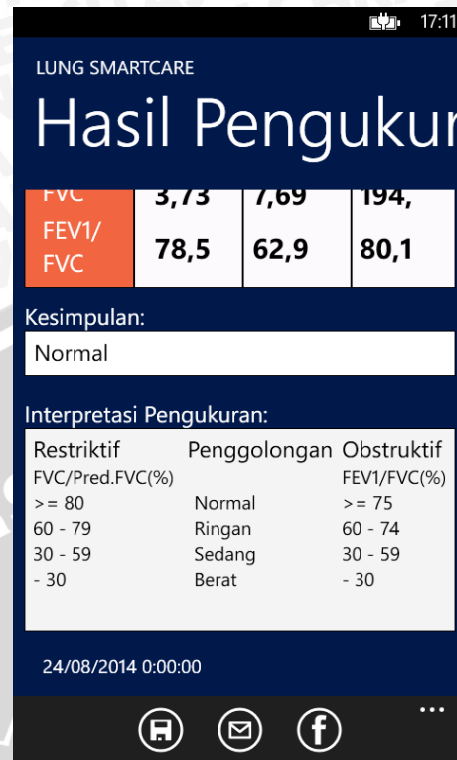 17:11
LUNG SMARTCARE
Hasil Pengukur
FVC 3,73 7,69 194,
FEV1/
FVC 78,5 62,9 80,1
Kesimpulan:
Normal
Interpretasi Pengukuran:
Restriktif Penggolongan Obstruktif
FVC/Pred.FVC(%) FEV1/FVC(%)
>= 80 Normal >= 75
60 - 79 Ringan 60 - 74
30 - 59 Sedang 30 - 59
- 30 Berat - 30
24/08/2014 0:00:00